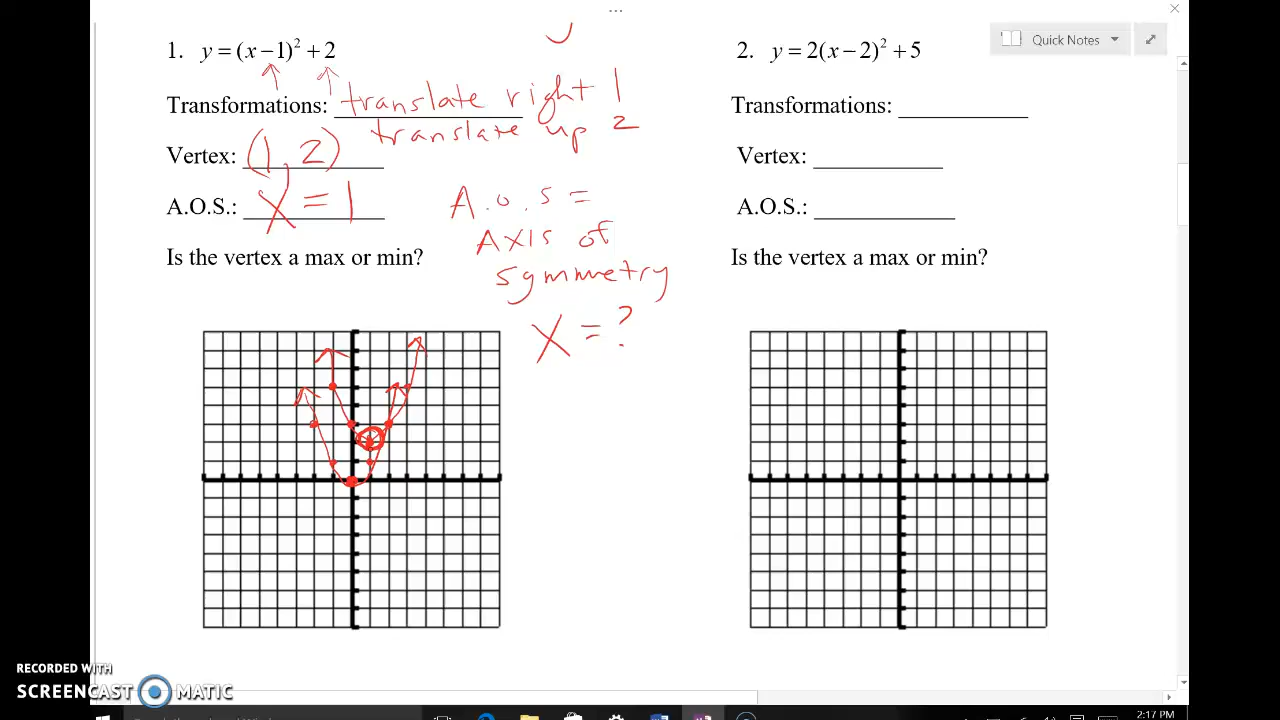 Quick Notes
1. y = (x − 1)² + 2
Transformations: translate right 1
translate up 2
Vertex: (1, 2)
A.O.S.: x = 1
A.O.S =
Axis of
symmetry
X = ?
Is the vertex a max or min?
2. y = 2(x − 2)² + 5
Transformations:
Vertex:
A.O.S.:
Is the vertex a max or min?
RECORDED WITH
SCREENCAST MATIC
2:17 PM